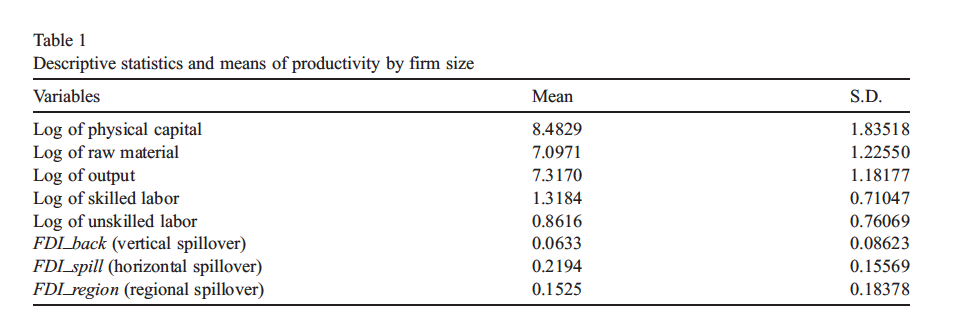 Table 1
Descriptive statistics and means of productivity by firm size
Variables Mean S.D.
Log of physical capital 8.4829 1.83518
Log of raw material 7.0971 1.22550
Log of output 7.3170 1.18177
Log of skilled labor 1.3184 0.71047
Log of unskilled labor 0.8616 0.76069
FDI_back (vertical spillover) 0.0633 0.08623
FDI_spill (horizontal spillover) 0.2194 0.15569
FDI_region (regional spillover) 0.1525 0.18378